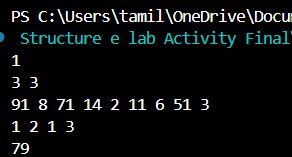 PS C:\Users\tamil\OneDrive\Docu
Structure e lab Activity Final\
1
3 3
91 8 71 14 2 11 6 51 3
1 2 1 3
79